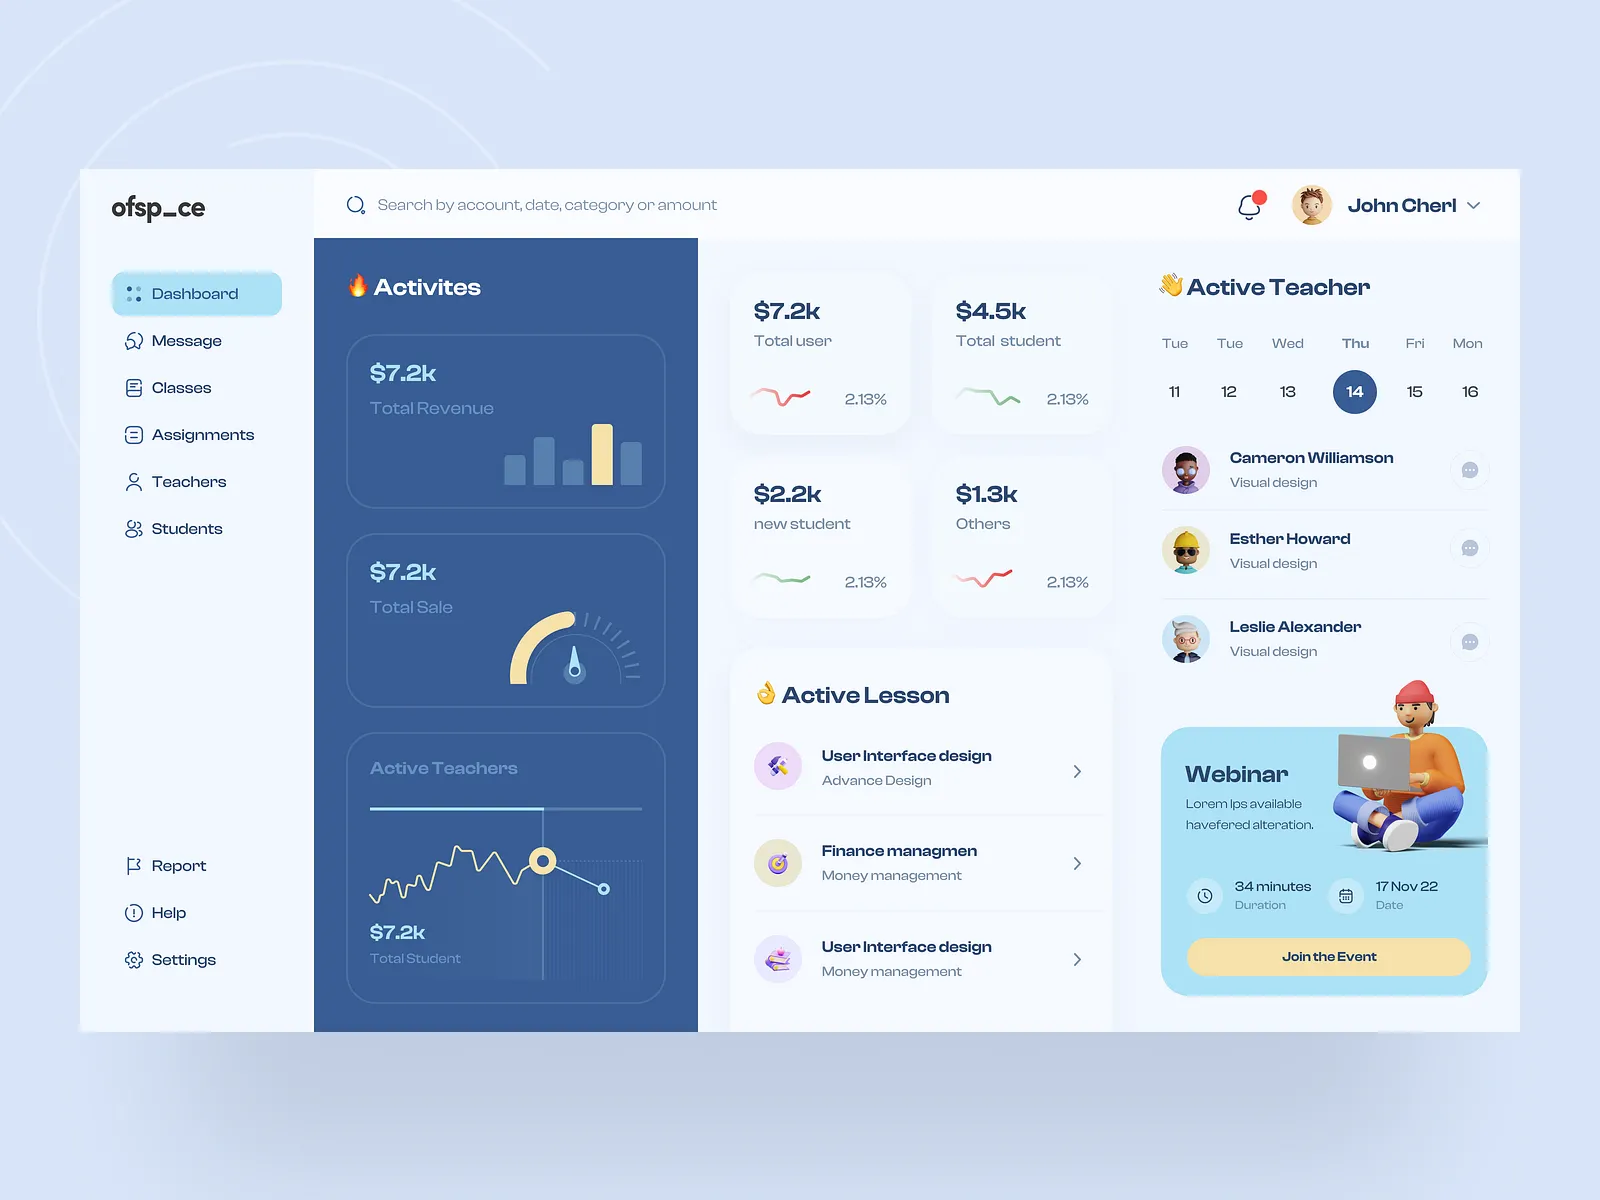 ofsp_ce
Search by account, date, category or amount
John Cherl
Dashboard
Message
Classes
Assignments
Teachers
Students
Report
Help
Settings
Activites
$7.2k
Total Revenue
$7.2k
Total Sale
Active Teachers
$7.2k
Total Student
$7.2k
Total user
2.13%
$4.5k
Total student
2.13%
$2.2k
new student
2.13%
$1.3k
Others
2.13%
Active Lesson
User Interface design
Advance Design
Finance managmen
Money management
User Interface design
Money management
Active Teacher
Tue Tue Wed Thu Fri Mon
11 12 13 14 15 16
Cameron Williamson
Visual design
Esther Howard
Visual design
Leslie Alexander
Visual design
Webinar
Lorem Ips available
havefered alteration.
34 minutes
Duration
17 Nov 22
Date
Join the Event